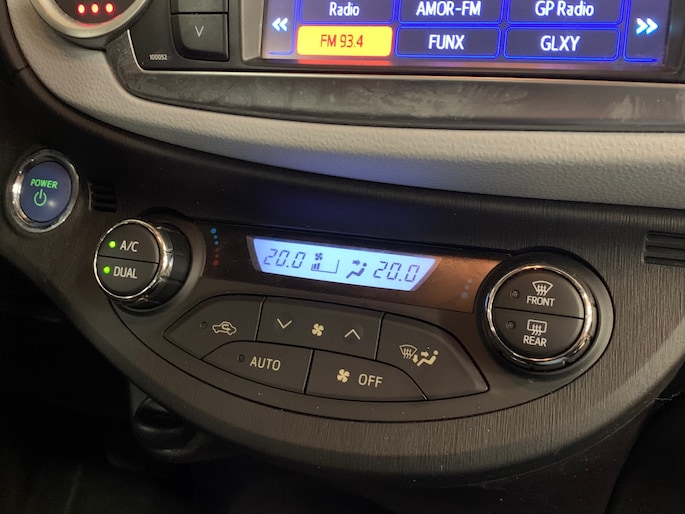 Radio
AMOR-FM
GP Radio
FM 93.4
FUNX
GLXY
100052
POWER
A/C
DUAL
20.0
20.0
FRONT
REAR
AUTO
OFF